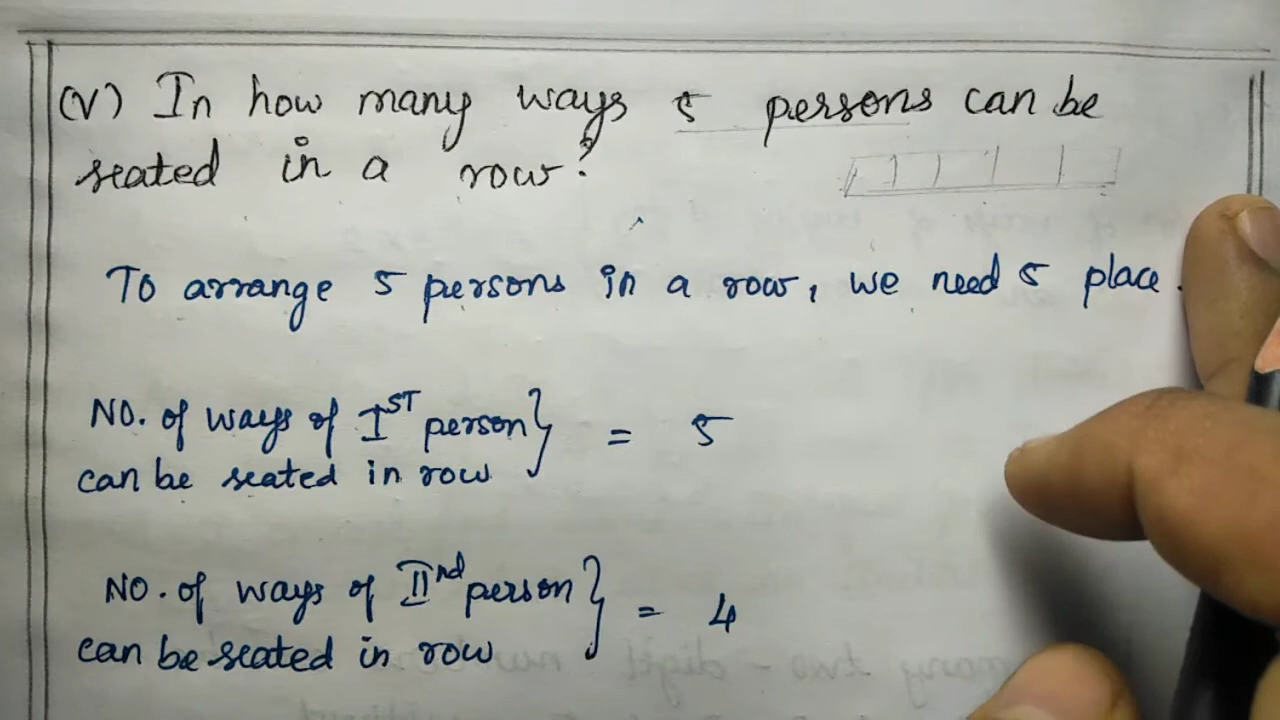 (V) In how many ways 5 persons can be
seated in a row?
To arrange 5 persons in a row, we need 5 place.
NO. of ways of Iˢᵀ person } = 5
can be seated in row
NO. of ways of IIⁿᵈ person } = 4
can be seated in row